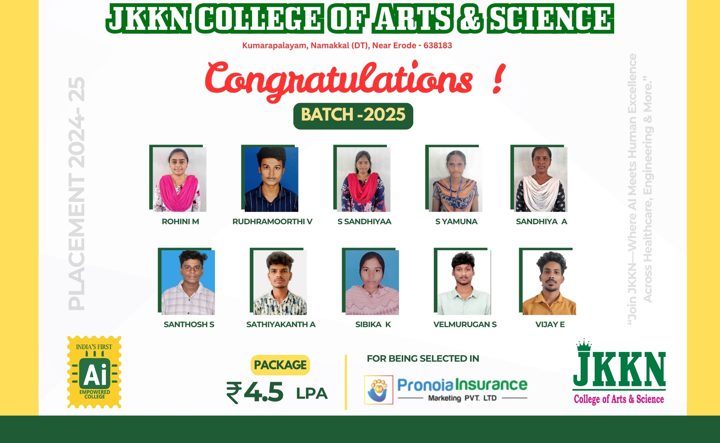 JKKN COLLEGE OF ARTS & SCIENCE
Kumarapalayam, Namakkal (DT), Near Erode - 638183
Congratulations !
BATCH -2025
PLACEMENT 2024- 25
"Join JKKN—Where AI Meets Human Excellence
Across Healthcare, Engineering & More."
ROHINI M
RUDHRAMOORTHI V
S SANDHIYAA
S YAMUNA
SANDHIYA A
SANTHOSH S
SATHIYAKANTH A
SIBIKA K
VELMURUGAN S
VIJAY E
INDIA'S FIRST
Ai
EMPOWERED
COLLEGE
PACKAGE
₹4.5 LPA
FOR BEING SELECTED IN
Pronoia Insurance
Marketing PVT. LTD
JKKN
College of Arts & Science